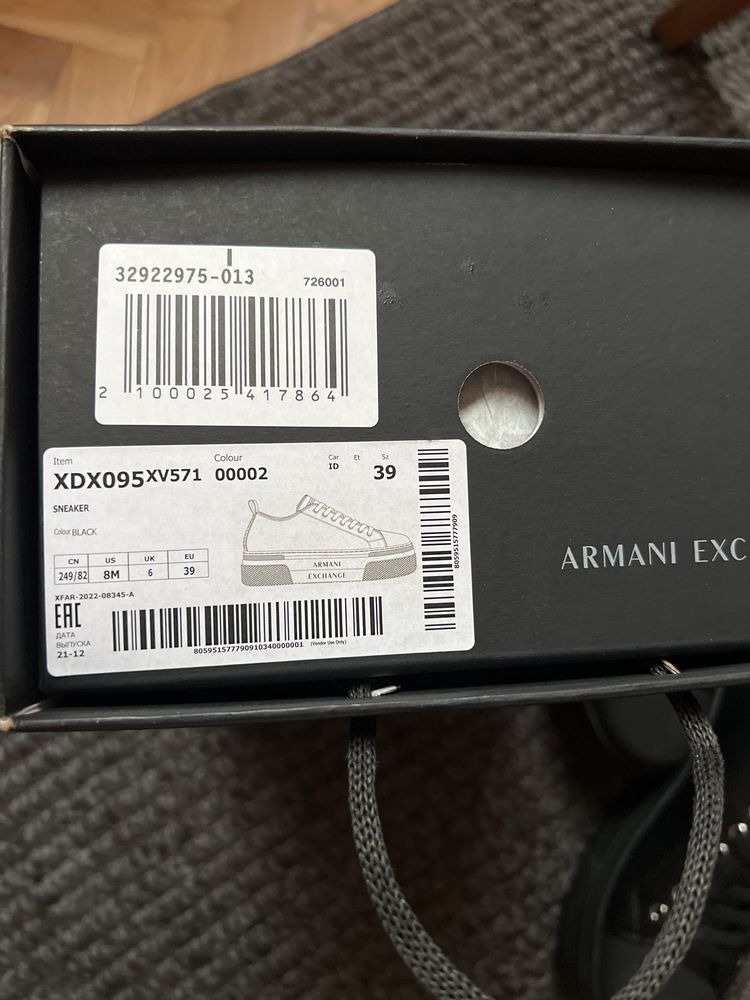 32922975-013
726001
2 100025 417864
Item
Colour
Car
Et
Sz
XDX095 XV571
00002
ID
39
SNEAKER
Colour BLACK
CN US UK EU
249/82 8M 6 39
ARMANI
EXCHANGE
XFAR-2022-08345-A
EAC
ДАТА
ВЫПУСКА
21-12
805951577790910340000001 (Vendor Use Only)
8059515777909
ARMANI EXC